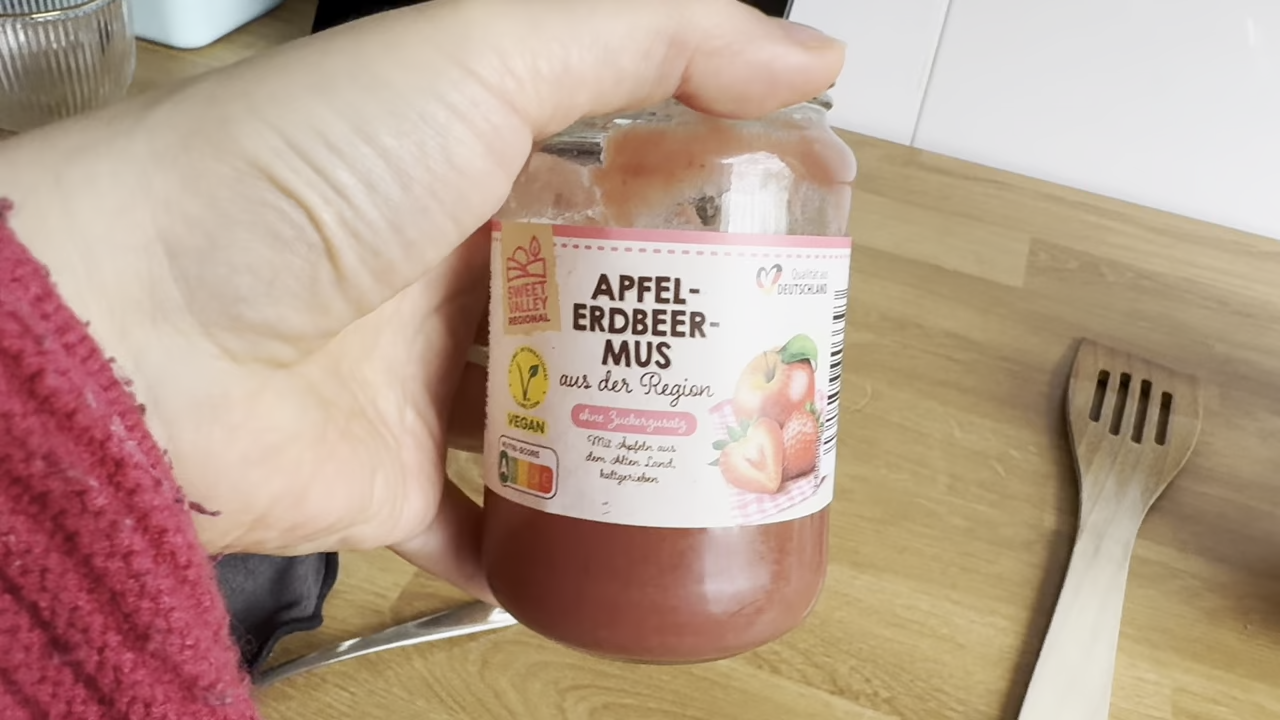 SWEET
VALLEY
REGIONAL
APFEL-
ERDBEER-
MUS
aus der Region
Qualität aus
DEUTSCHLAND
VEGAN
ohne Zuckerzusatz
Mit Äpfeln aus
dem Alten Land,
kaltgerieben
NUTRI-SCORE
A